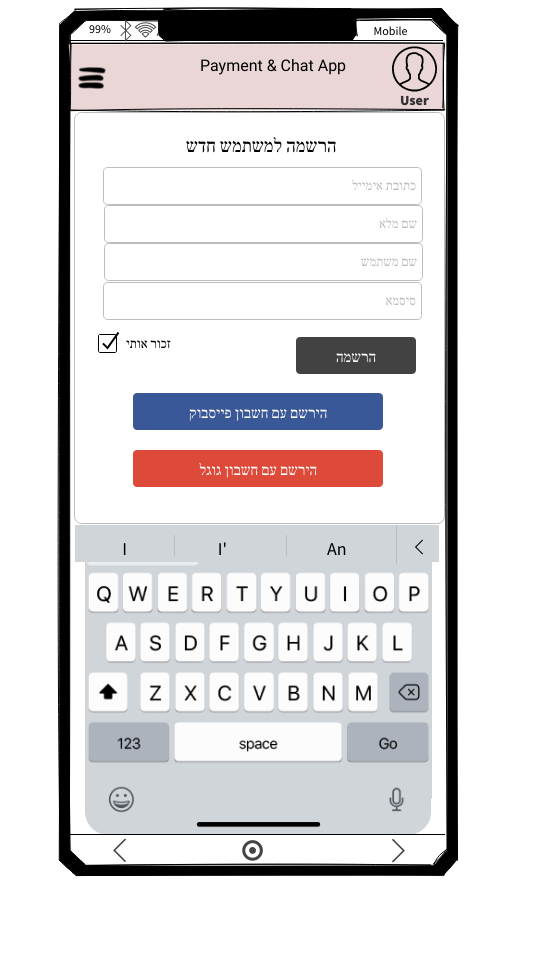 99%
Mobile
Payment & Chat App
User
הרשמה למשתמש חדש
כתובת אימייל
שם מלא
שם משתמש
סיסמא
זכור אותי
הרשמה
הירשם עם חשבון פייסבוק
הירשם עם חשבון גוגל
I I' An
Q W E R T Y U I O P
A S D F G H J K L
Z X C V B N M
123 space Go